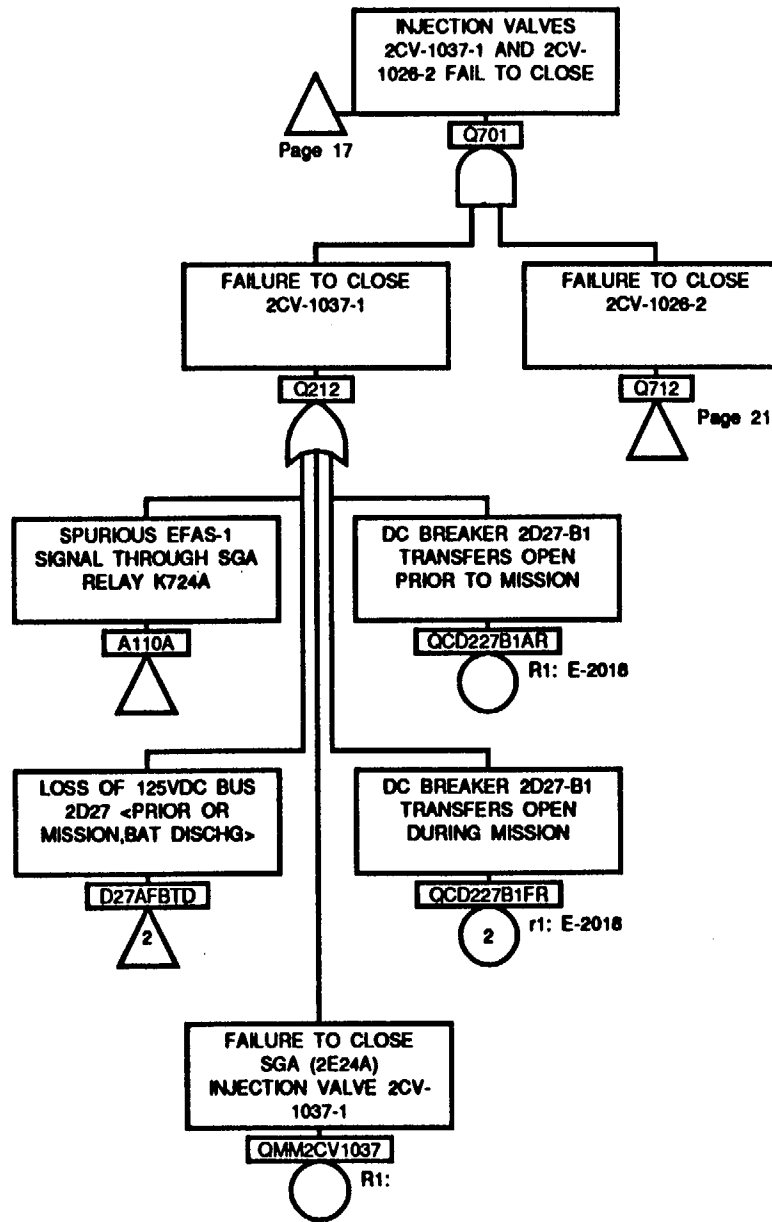 INJECTION VALVES
2CV-1037-1 AND 2CV-
1026-2 FAIL TO CLOSE
Page 17
Q701
FAILURE TO CLOSE
2CV-1037-1
Q212
FAILURE TO CLOSE
2CV-1026-2
Q712
Page 21
SPURIOUS EFAS-1
SIGNAL THROUGH SGA
RELAY K724A
A110A
DC BREAKER 2D27-B1
TRANSFERS OPEN
PRIOR TO MISSION
QCD227B1AR
R1: E-2018
LOSS OF 125VDC BUS
2D27 <PRIOR OR
MISSION,BAT DISCHG>
D27AFBTD
2
DC BREAKER 2D27-B1
TRANSFERS OPEN
DURING MISSION
QCD227B1FR
2
r1: E-2018
FAILURE TO CLOSE
SGA (2E24A)
INJECTION VALVE 2CV-
1037-1
QMM2CV1037
R1: